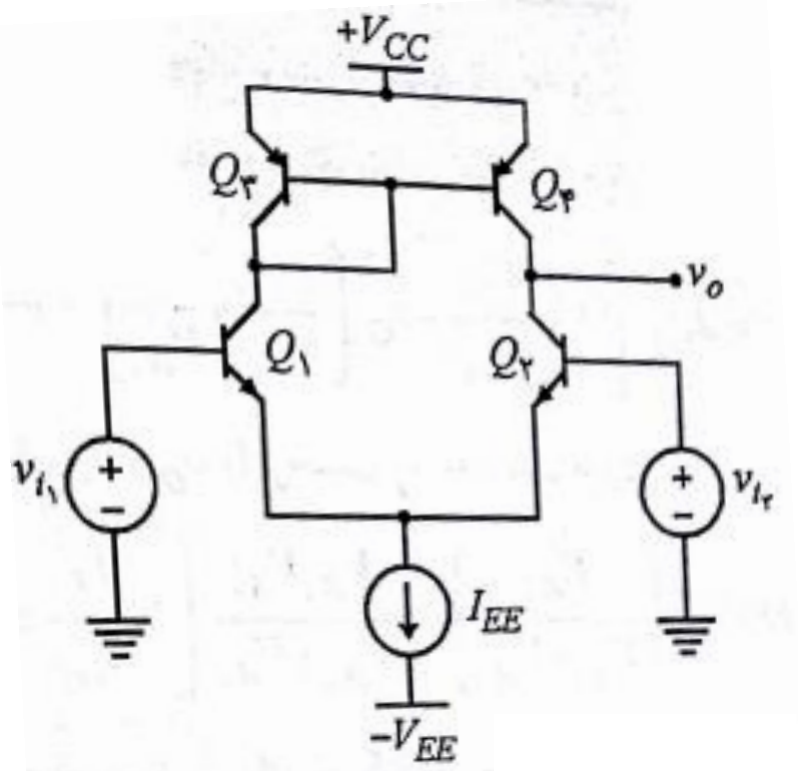 +V_CC
Q۳ Q۴
v_o
Q۱ Q۲
v_i۱ + − + − v_i۲
I_EE
−V_EE